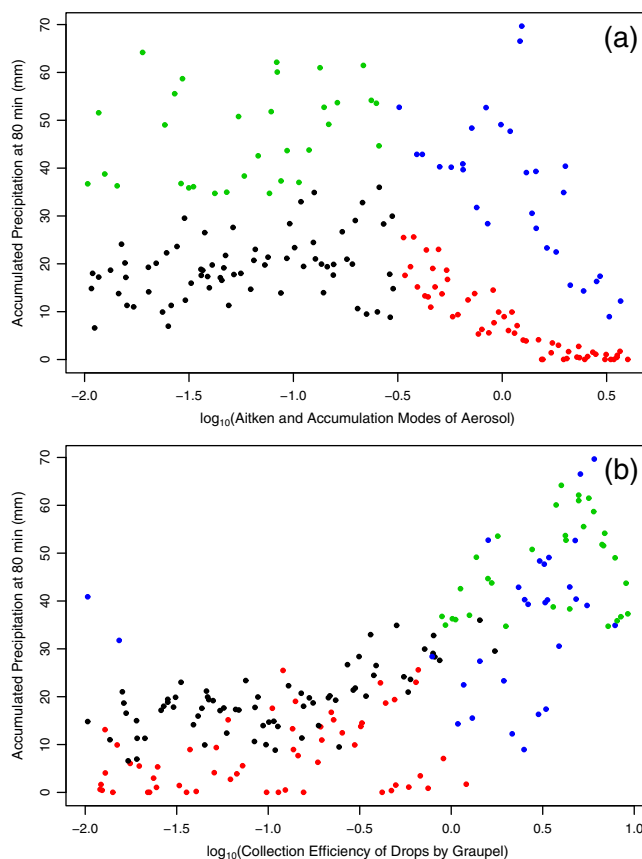 (a)
70
60
50
40
30
20
10
0
Accumulated Precipitation at 80 min (mm)
−2.0 −1.5 −1.0 −0.5 0.0 0.5
log10(Aitken and Accumulation Modes of Aerosol)
(b)
70
60
50
40
30
20
10
0
Accumulated Precipitation at 80 min (mm)
−2.0 −1.5 −1.0 −0.5 0.0 0.5 1.0
log10(Collection Efficiency of Drops by Graupel)